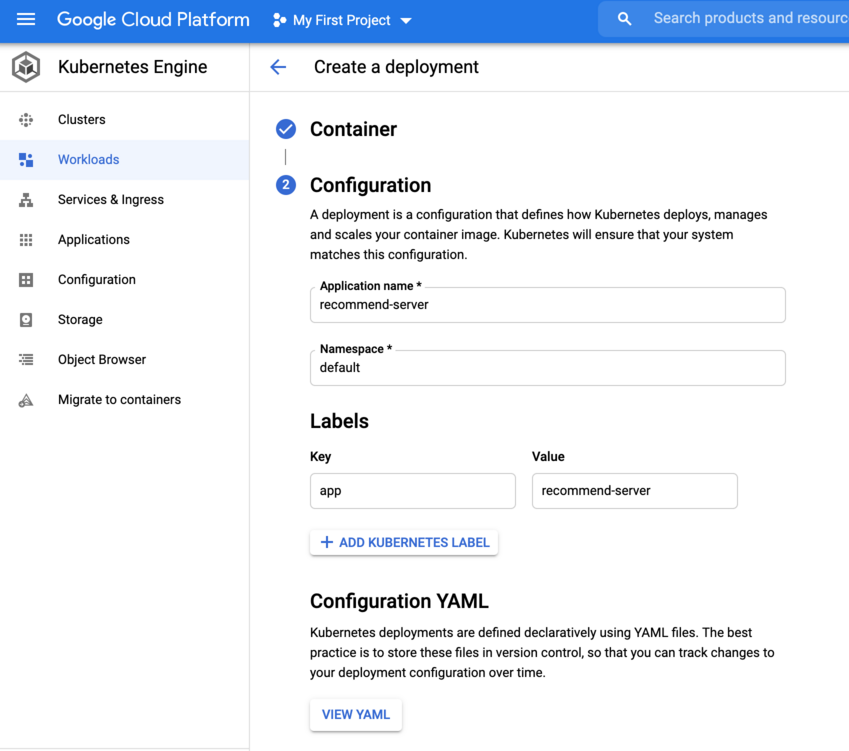 Google Cloud Platform
My First Project
Search products and resourc
Kubernetes Engine
Create a deployment
Clusters
Workloads
Services & Ingress
Applications
Configuration
Storage
Object Browser
Migrate to containers
Container
2
Configuration
A deployment is a configuration that defines how Kubernetes deploys, manages
and scales your container image. Kubernetes will ensure that your system
matches this configuration.
Application name *
recommend-server
Namespace *
default
Labels
Key
Value
app
recommend-server
ADD KUBERNETES LABEL
Configuration YAML
Kubernetes deployments are defined declaratively using YAML files. The best
practice is to store these files in version control, so that you can track changes to
your deployment configuration over time.
VIEW YAML